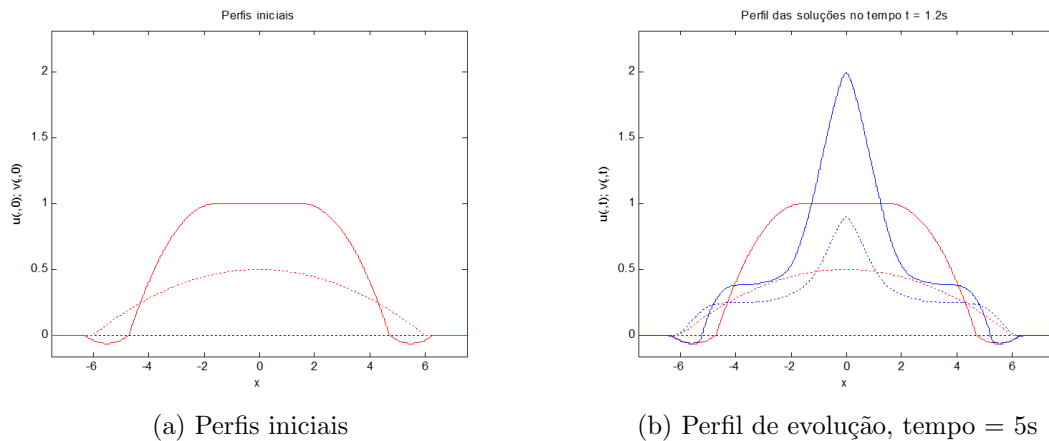 Perfis iniciais
2
1.5
1
0.5
0
u(.,0); v(.,0)
-6 -4 -2 0 2 4 6
x
(a) Perfis iniciais
Perfil das soluções no tempo t = 1.2s
2
1.5
1
0.5
0
u(.,t); v(.,t)
-6 -4 -2 0 2 4 6
x
(b) Perfil de evolução, tempo = 5s